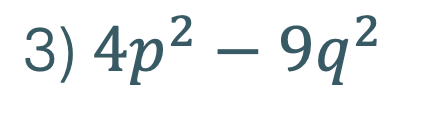 3) 4p² − 9q²